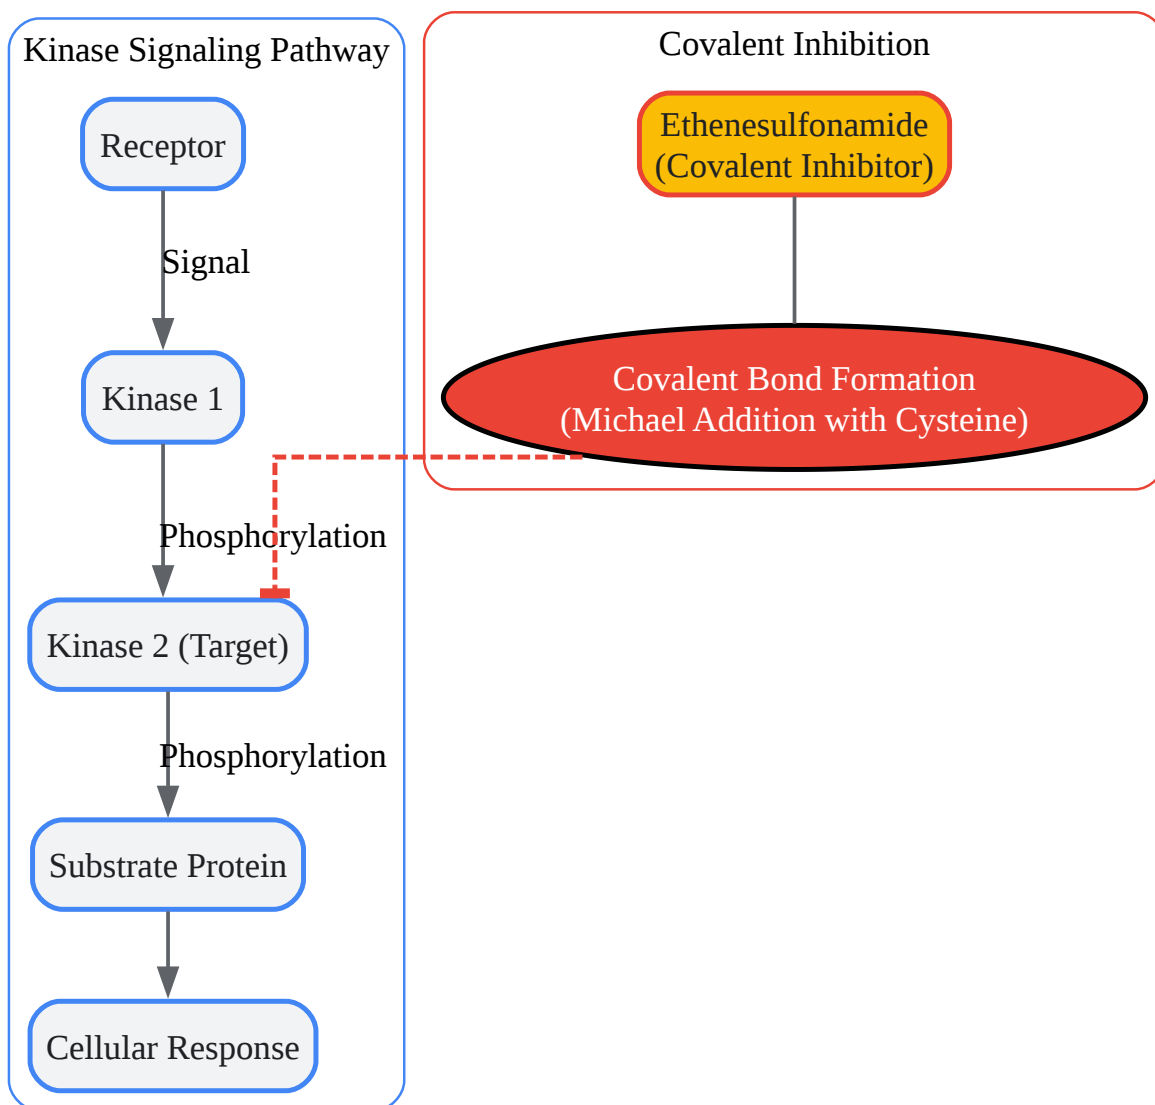 Kinase Signaling Pathway
Receptor
Signal
Kinase 1
Phosphorylation
Kinase 2 (Target)
Phosphorylation
Substrate Protein
Cellular Response
Covalent Inhibition
Ethenesulfonamide
(Covalent Inhibitor)
Covalent Bond Formation
(Michael Addition with Cysteine)